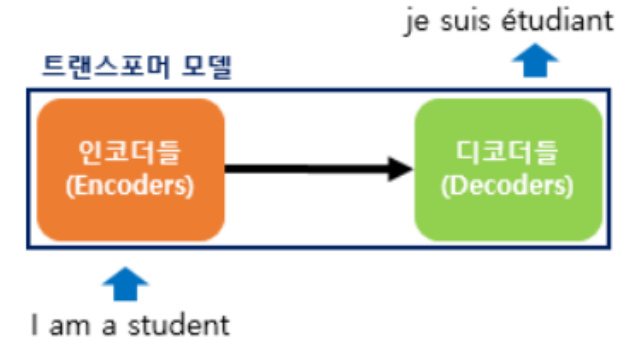 je suis étudiant
트랜스포머 모델
인코더들
(Encoders)
디코더들
(Decoders)
I am a student